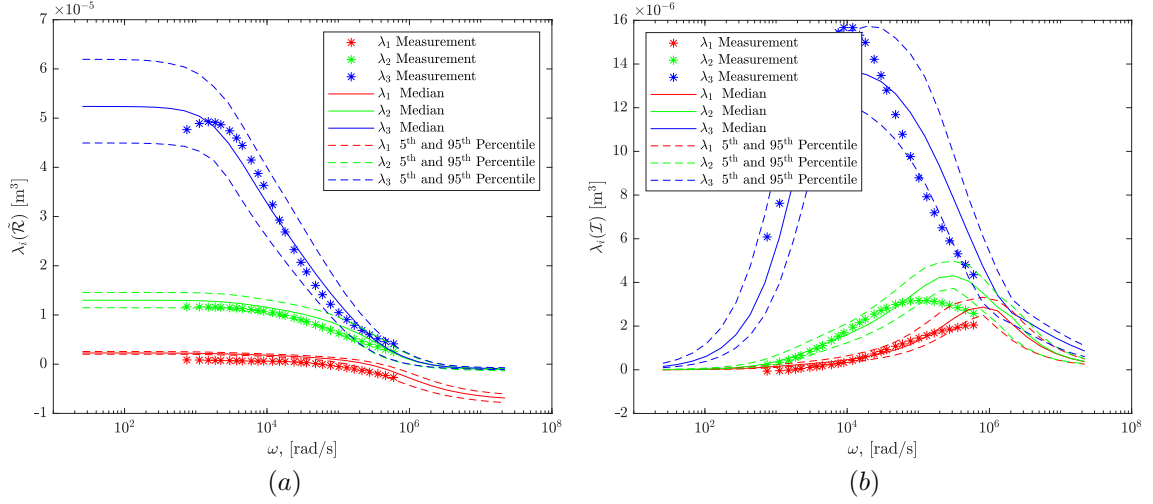 ×10⁻⁵
7
6
5
4
3
2
1
0
-1
λᵢ(R̃) [m³]
10² 10⁴ 10⁶ 10⁸
ω, [rad/s]
λ₁ Measurement
λ₂ Measurement
λ₃ Measurement
λ₁ Median
λ₂ Median
λ₃ Median
λ₁ 5ᵗʰ and 95ᵗʰ Percentile
λ₂ 5ᵗʰ and 95ᵗʰ Percentile
λ₃ 5ᵗʰ and 95ᵗʰ Percentile
(a)
×10⁻⁶
16
14
12
10
8
6
4
2
0
-2
λᵢ(I) [m³]
10² 10⁴ 10⁶ 10⁸
ω, [rad/s]
λ₁ Measurement
λ₂ Measurement
λ₃ Measurement
λ₁ Median
λ₂ Median
λ₃ Median
λ₁ 5ᵗʰ and 95ᵗʰ Percentile
λ₂ 5ᵗʰ and 95ᵗʰ Percentile
λ₃ 5ᵗʰ and 95ᵗʰ Percentile
(b)